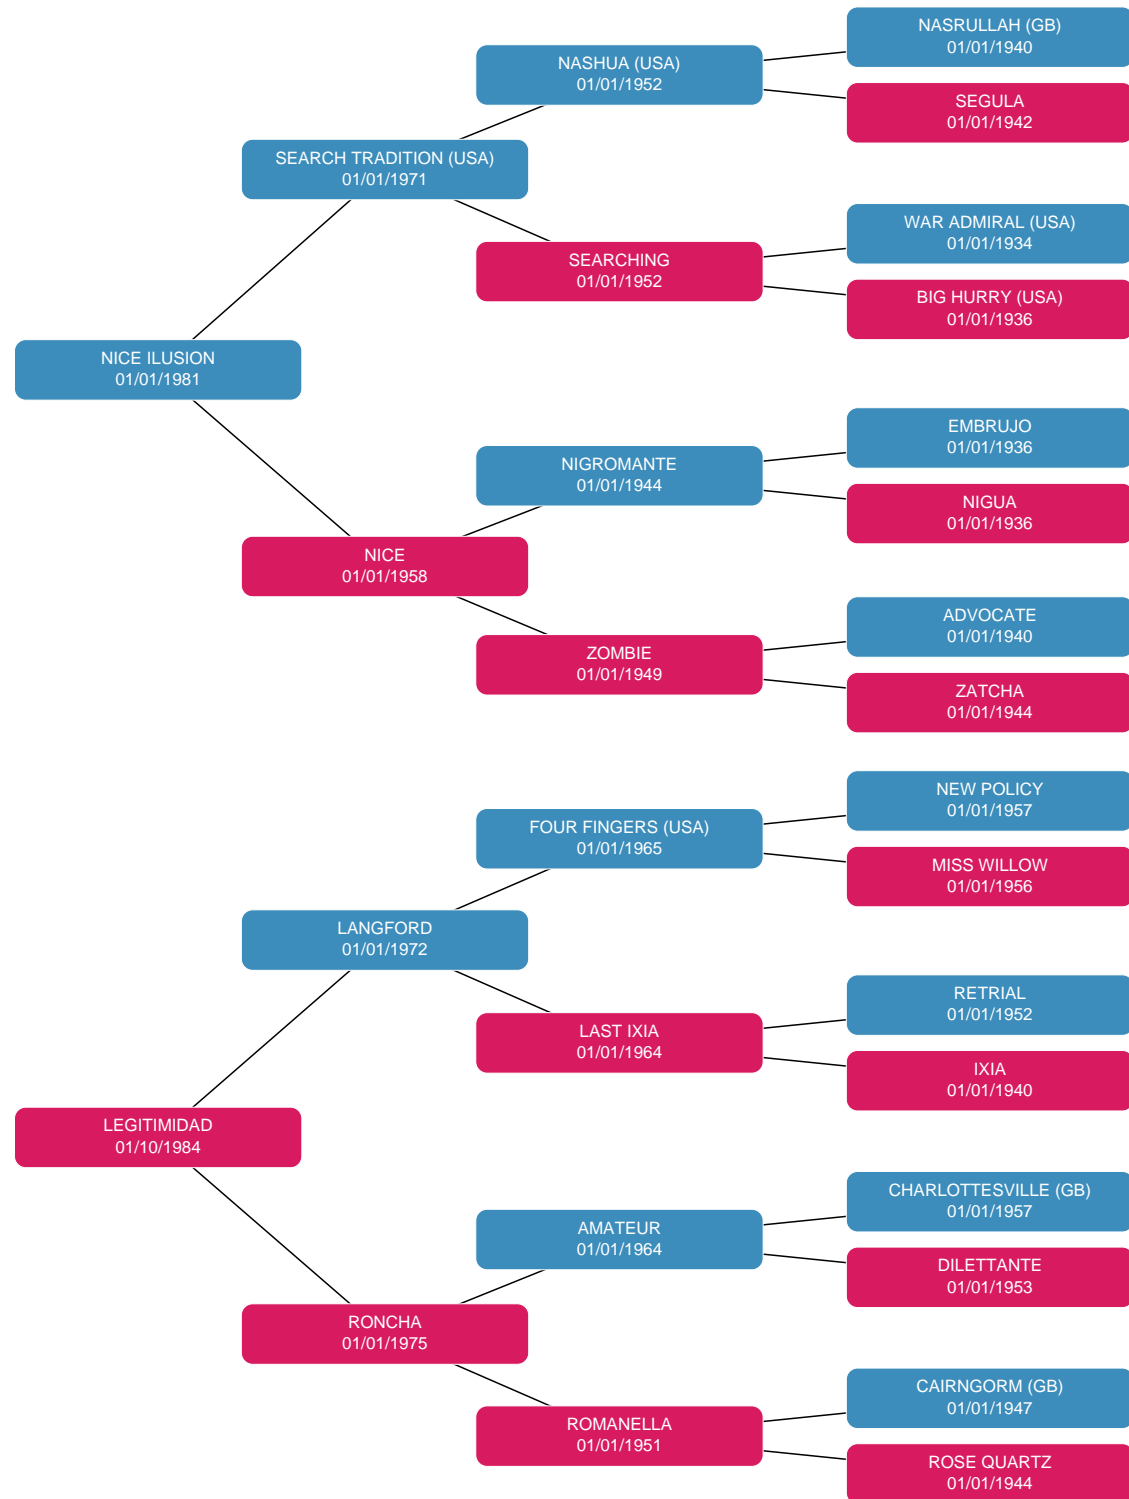 NASRULLAH (GB)
01/01/1940
NASHUA (USA)
01/01/1952
SEGULA
01/01/1942
SEARCH TRADITION (USA)
01/01/1971
WAR ADMIRAL (USA)
01/01/1934
SEARCHING
01/01/1952
BIG HURRY (USA)
01/01/1936
NICE ILUSION
01/01/1981
EMBRUJO
01/01/1936
NIGROMANTE
01/01/1944
NIGUA
01/01/1936
NICE
01/01/1958
ADVOCATE
01/01/1940
ZOMBIE
01/01/1949
ZATCHA
01/01/1944
NEW POLICY
01/01/1957
FOUR FINGERS (USA)
01/01/1965
MISS WILLOW
01/01/1956
LANGFORD
01/01/1972
RETRIAL
01/01/1952
LAST IXIA
01/01/1964
IXIA
01/01/1940
LEGITIMIDAD
01/10/1984
CHARLOTTESVILLE (GB)
01/01/1957
AMATEUR
01/01/1964
DILETTANTE
01/01/1953
RONCHA
01/01/1975
CAIRNGORM (GB)
01/01/1947
ROMANELLA
01/01/1951
ROSE QUARTZ
01/01/1944